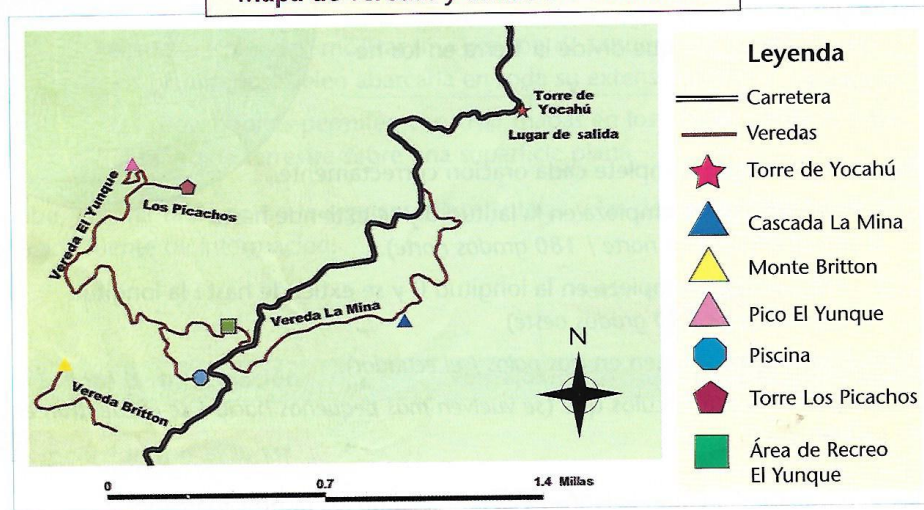 Torre de
Yocahú
Lugar de salida
Vereda El Yunque
Los Picachos
Vereda La Mina
Vereda Britton
N
0
0.7
1.4 Millas
Leyenda
Carretera
Veredas
Torre de Yocahú
Cascada La Mina
Monte Britton
Pico El Yunque
Piscina
Torre Los Picachos
Área de Recreo
El Yunque